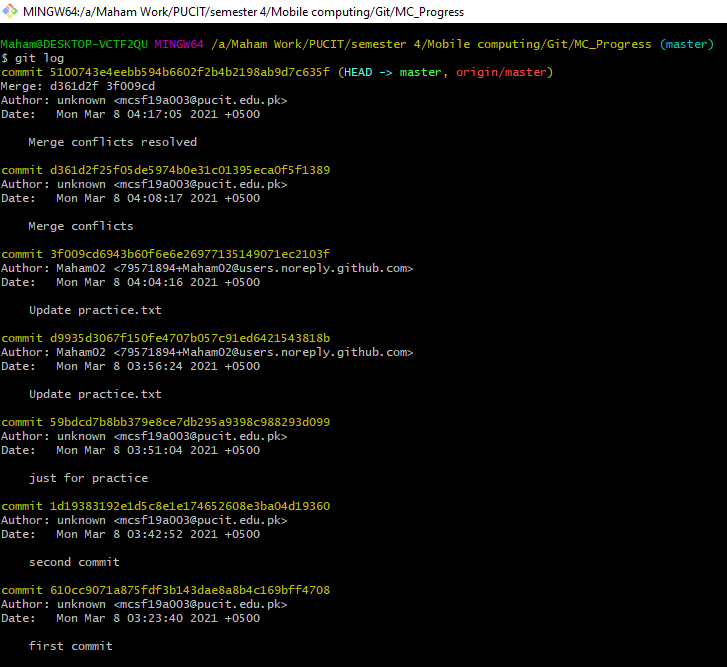 MINGW64:/a/Maham Work/PUCIT/semester 4/Mobile computing/Git/MC_Progress
Maham@DESKTOP-VCTF2QU MINGW64 /a/Maham Work/PUCIT/semester 4/Mobile computing/Git/MC_Progress (master)
$ git log
commit 5100743e4eebb594b6602f2b4b2198ab9d7c635f (HEAD -> master, origin/master)
Merge: d361d2f 3f009cd
Author: unknown <mcsf19a003@pucit.edu.pk>
Date:   Mon Mar 8 04:17:05 2021 +0500
Merge conflicts resolved
commit d361d2f25f05de5974b0e31c01395eca0f5f1389
Author: unknown <mcsf19a003@pucit.edu.pk>
Date:   Mon Mar 8 04:08:17 2021 +0500
Merge conflicts
commit 3f009cd6943b60f6e6e26977135149071ec2103f
Author: Maham02 <79571894+Maham02@users.noreply.github.com>
Date:   Mon Mar 8 04:04:16 2021 +0500
Update practice.txt
commit d9935d3067f150fe4707b057c91ed6421543818b
Author: Maham02 <79571894+Maham02@users.noreply.github.com>
Date:   Mon Mar 8 03:56:24 2021 +0500
Update practice.txt
commit 59bdcd7b8bb379e8ce7db295a9398c988293d099
Author: unknown <mcsf19a003@pucit.edu.pk>
Date:   Mon Mar 8 03:51:04 2021 +0500
just for practice
commit 1d19383192e1d5c8e1e174652608e3ba04d19360
Author: unknown <mcsf19a003@pucit.edu.pk>
Date:   Mon Mar 8 03:42:52 2021 +0500
second commit
commit 610cc9071a875fdf3b143dae8a8b4c169bff4708
Author: unknown <mcsf19a003@pucit.edu.pk>
Date:   Mon Mar 8 03:23:40 2021 +0500
first commit